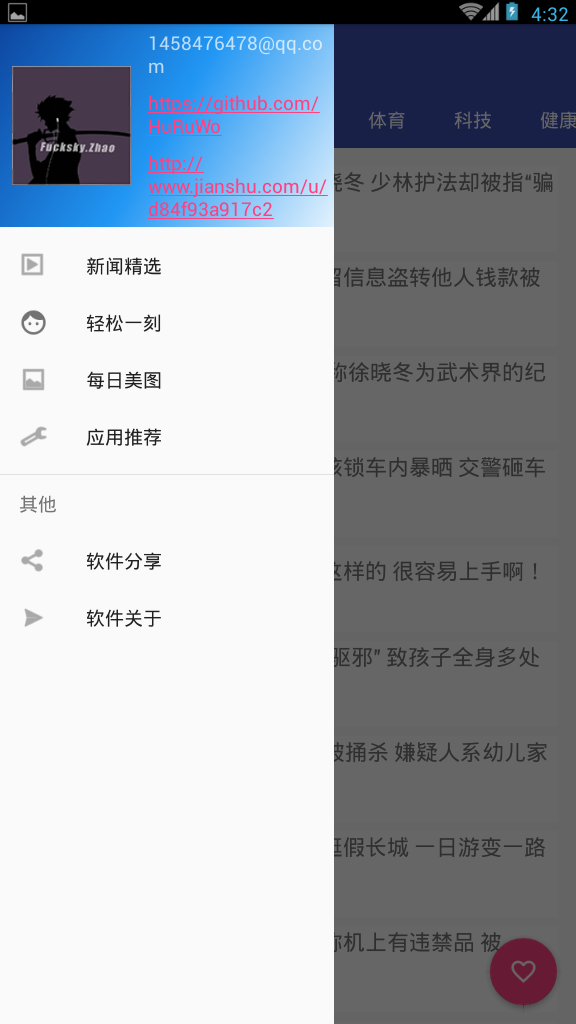 4:32
1458476478@qq.co
m
https://github.com/
HuRuWo
http://
www.jianshu.com/u/
d84f93a917c2
Fucksky.Zhao
新闻精选
轻松一刻
每日美图
应用推荐
其他
软件分享
软件关于
体育 科技 健康
晓冬 少林护法却被指“骗
留信息盗转他人钱款被
称徐晓冬为武术界的纪
孩锁车内暴晒 交警砸车
这样的 很容易上手啊！
驱邪” 致孩子全身多处
被捅杀 嫌疑人系幼儿家
逛假长城 一日游变一路
称机上有违禁品 被